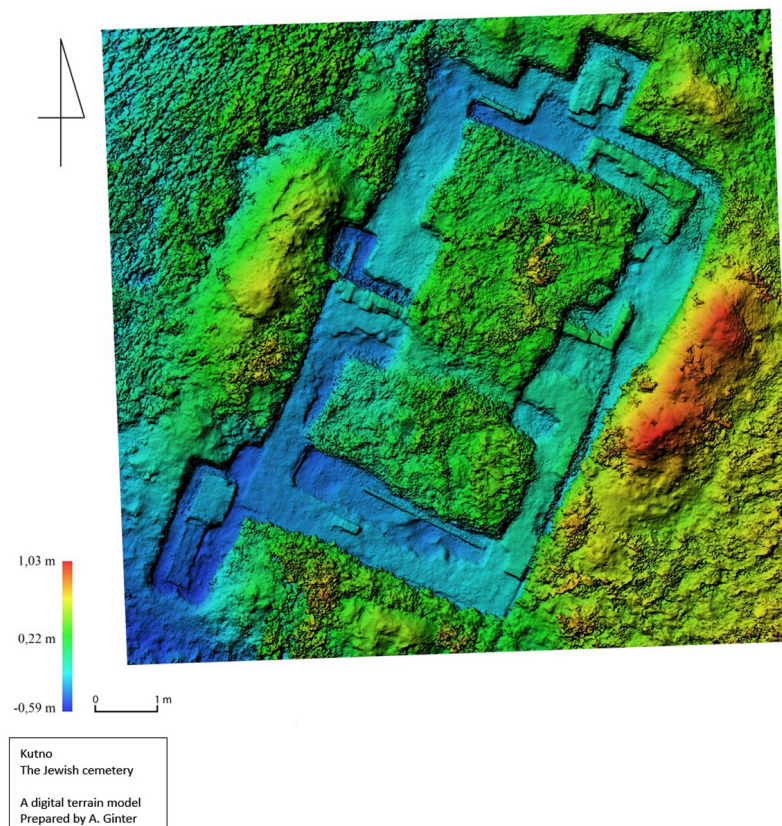 1,03 m
0,22 m
-0,59 m
0 1 m
Kutno
The Jewish cemetery
A digital terrain model
Prepared by A. Ginter